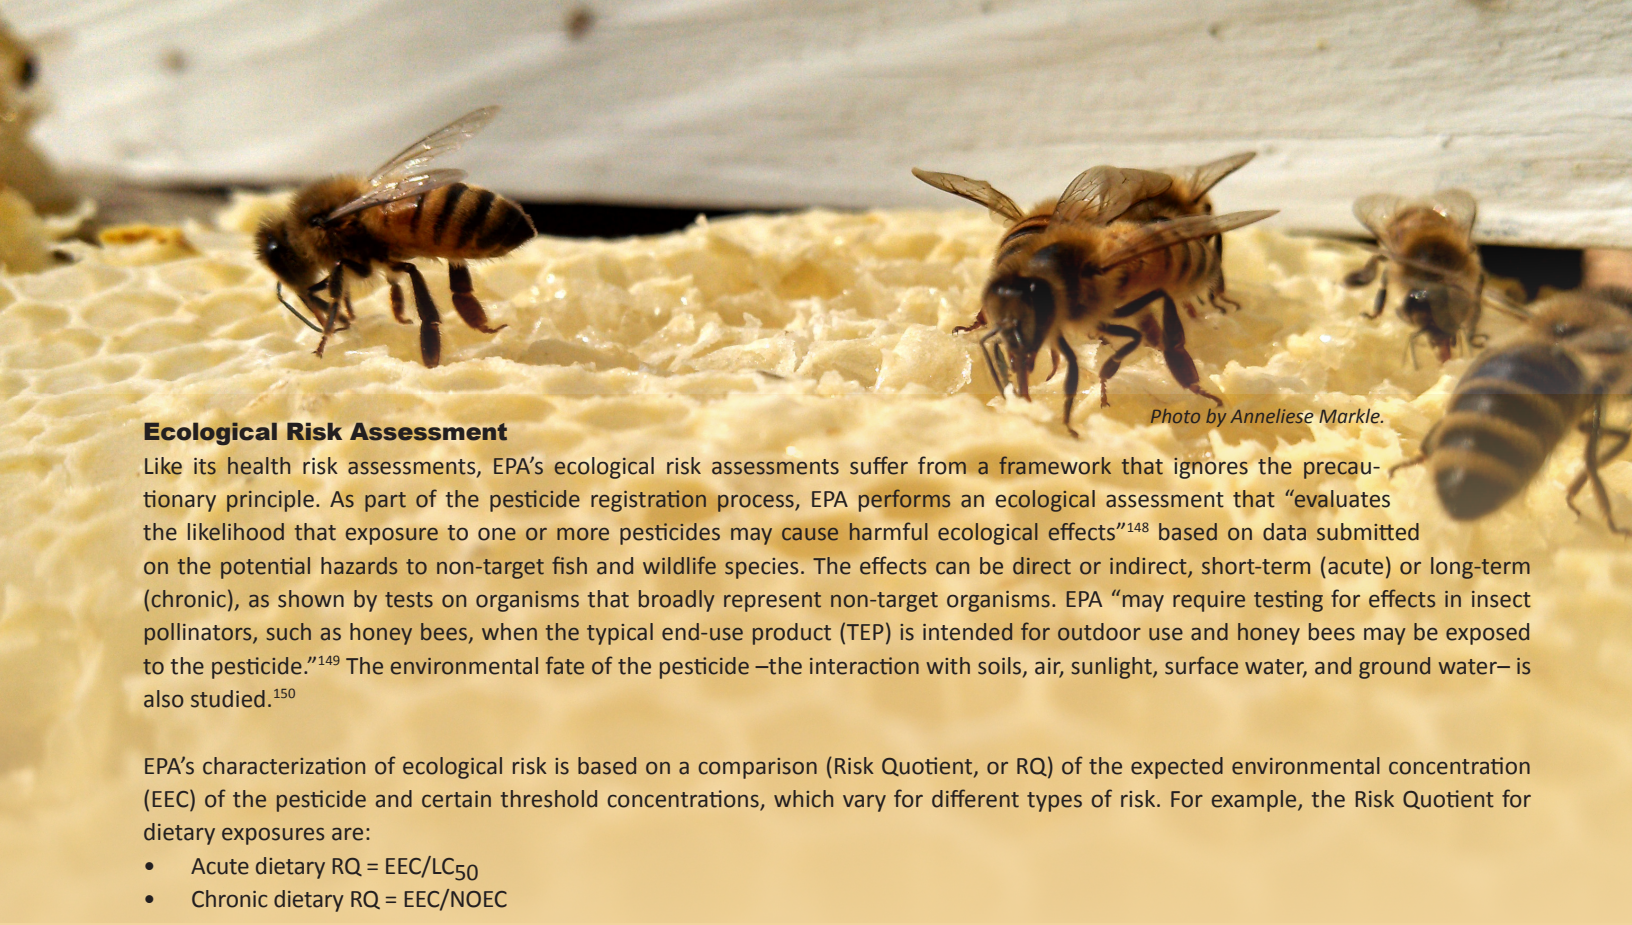 Photo by Anneliese Markle.
Ecological Risk Assessment
Like its health risk assessments, EPA’s ecological risk assessments suffer from a framework that ignores the precau-
tionary principle. As part of the pesticide registration process, EPA performs an ecological assessment that “evaluates
the likelihood that exposure to one or more pesticides may cause harmful ecological effects”148 based on data submitted
on the potential hazards to non-target fish and wildlife species. The effects can be direct or indirect, short-term (acute) or long-term
(chronic), as shown by tests on organisms that broadly represent non-target organisms. EPA “may require testing for effects in insect
pollinators, such as honey bees, when the typical end-use product (TEP) is intended for outdoor use and honey bees may be exposed
to the pesticide.”149 The environmental fate of the pesticide –the interaction with soils, air, sunlight, surface water, and ground water– is
also studied.150
EPA’s characterization of ecological risk is based on a comparison (Risk Quotient, or RQ) of the expected environmental concentration
(EEC) of the pesticide and certain threshold concentrations, which vary for different types of risk. For example, the Risk Quotient for
dietary exposures are:
• Acute dietary RQ = EEC/LC50
• Chronic dietary RQ = EEC/NOEC